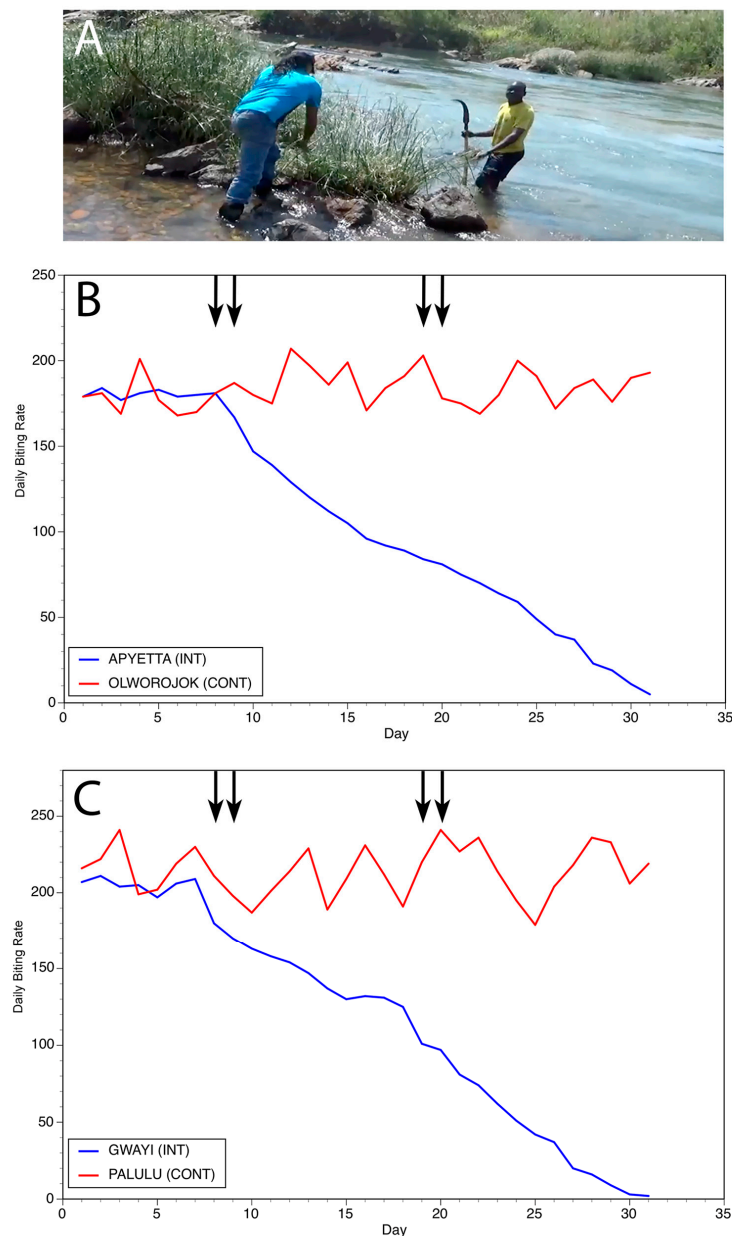 A
B
250
200
150
100
50
0
Daily Biting Rate
APYETTA (INT)
OLWOROJOK (CONT)
0 5 10 15 20 25 30 35
Day
C
250
200
150
100
50
0
Daily Biting Rate
GWAYI (INT)
PALULU (CONT)
0 5 10 15 20 25 30 35
Day